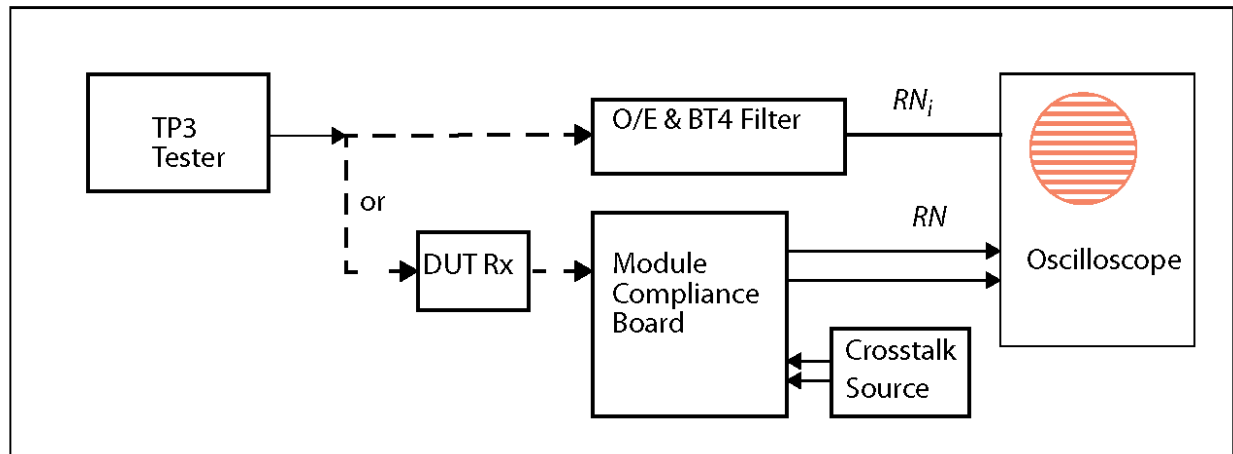 TP3
Tester
or
O/E & BT4 Filter
RNi
RN
DUT Rx
Module
Compliance
Board
Crosstalk
Source
Oscilloscope